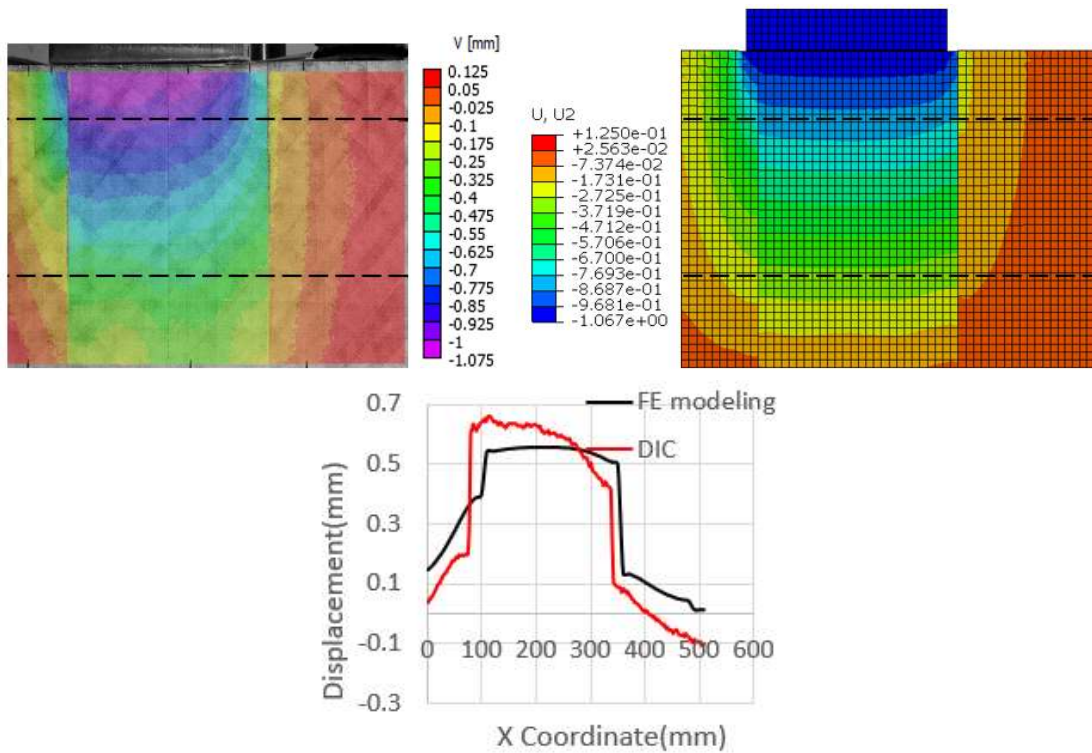 V [mm]
0.125
0.05
-0.025
-0.1
-0.175
-0.25
-0.325
-0.4
-0.475
-0.55
-0.625
-0.7
-0.775
-0.85
-0.925
-1
-1.075
U, U2
+1.250e-01
+2.563e-02
-7.374e-02
-1.731e-01
-2.725e-01
-3.719e-01
-4.712e-01
-5.706e-01
-6.700e-01
-7.693e-01
-8.687e-01
-9.681e-01
-1.067e+00
0.7
0.5
0.3
0.1
-0.1
-0.3
Displacement(mm)
FE modeling
DIC
0 100 200 300 400 500 600
X Coordinate(mm)